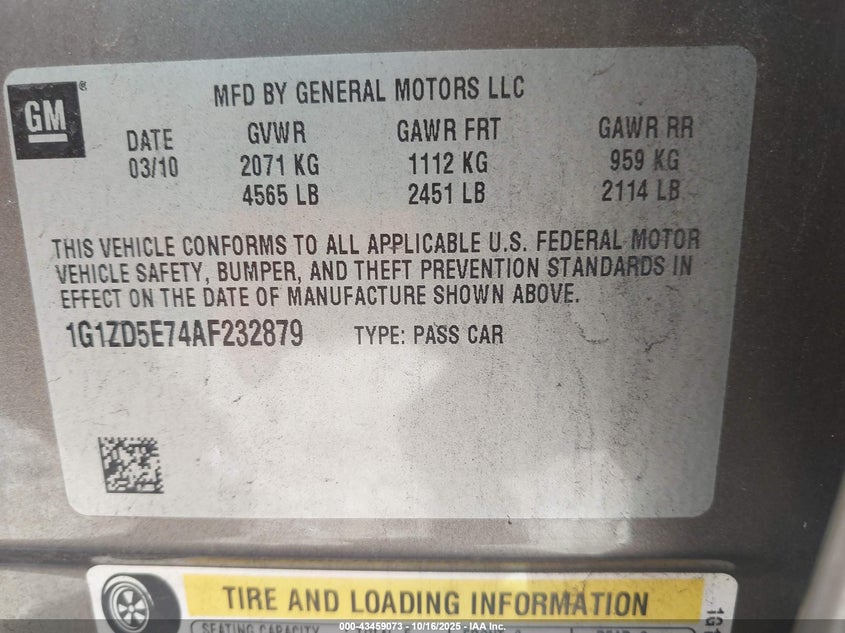 GM ®
MFD BY GENERAL MOTORS LLC
DATE GVWR GAWR FRT GAWR RR
03/10 2071 KG 1112 KG 959 KG
4565 LB 2451 LB 2114 LB
THIS VEHICLE CONFORMS TO ALL APPLICABLE U.S. FEDERAL MOTOR
VEHICLE SAFETY, BUMPER, AND THEFT PREVENTION STANDARDS IN
EFFECT ON THE DATE OF MANUFACTURE SHOWN ABOVE.
1G1ZD5E74AF232879 TYPE: PASS CAR
TIRE AND LOADING INFORMATION
SEATING CAPACITY
000-43459073 - 10/16/2025 - IAA.